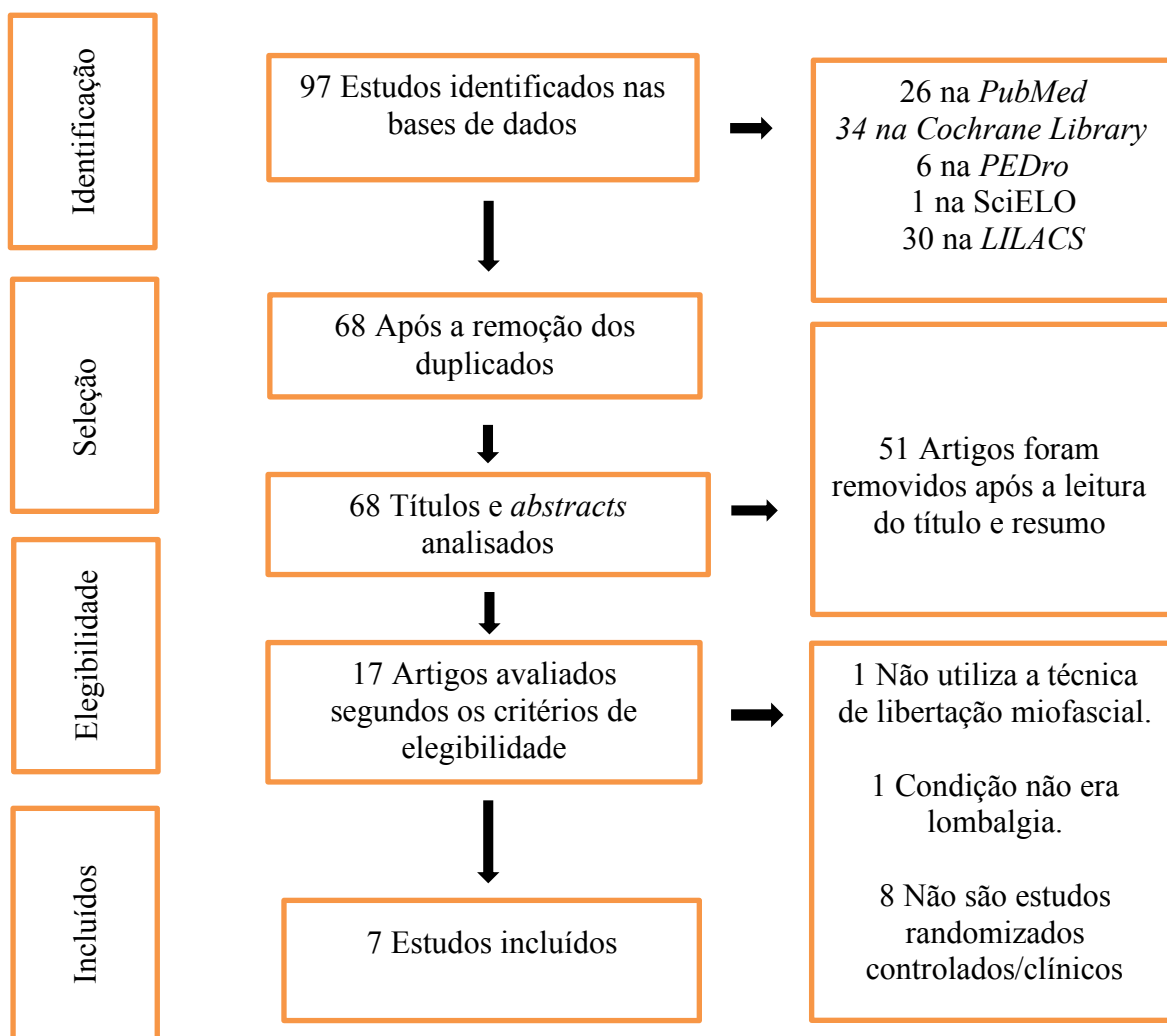 Identificação
97 Estudos identificados nas
bases de dados
26 na PubMed
34 na Cochrane Library
6 na PEDro
1 na SciELO
30 na LILACS
Seleção
68 Após a remoção dos
duplicados
68 Títulos e abstracts
analisados
51 Artigos foram
removidos após a leitura
do título e resumo
Elegibilidade
17 Artigos avaliados
segundos os critérios de
elegibilidade
1 Não utiliza a técnica
de libertação miofascial.
1 Condição não era
lombalgia.
8 Não são estudos
randomizados
controlados/clínicos
Incluídos
7 Estudos incluídos